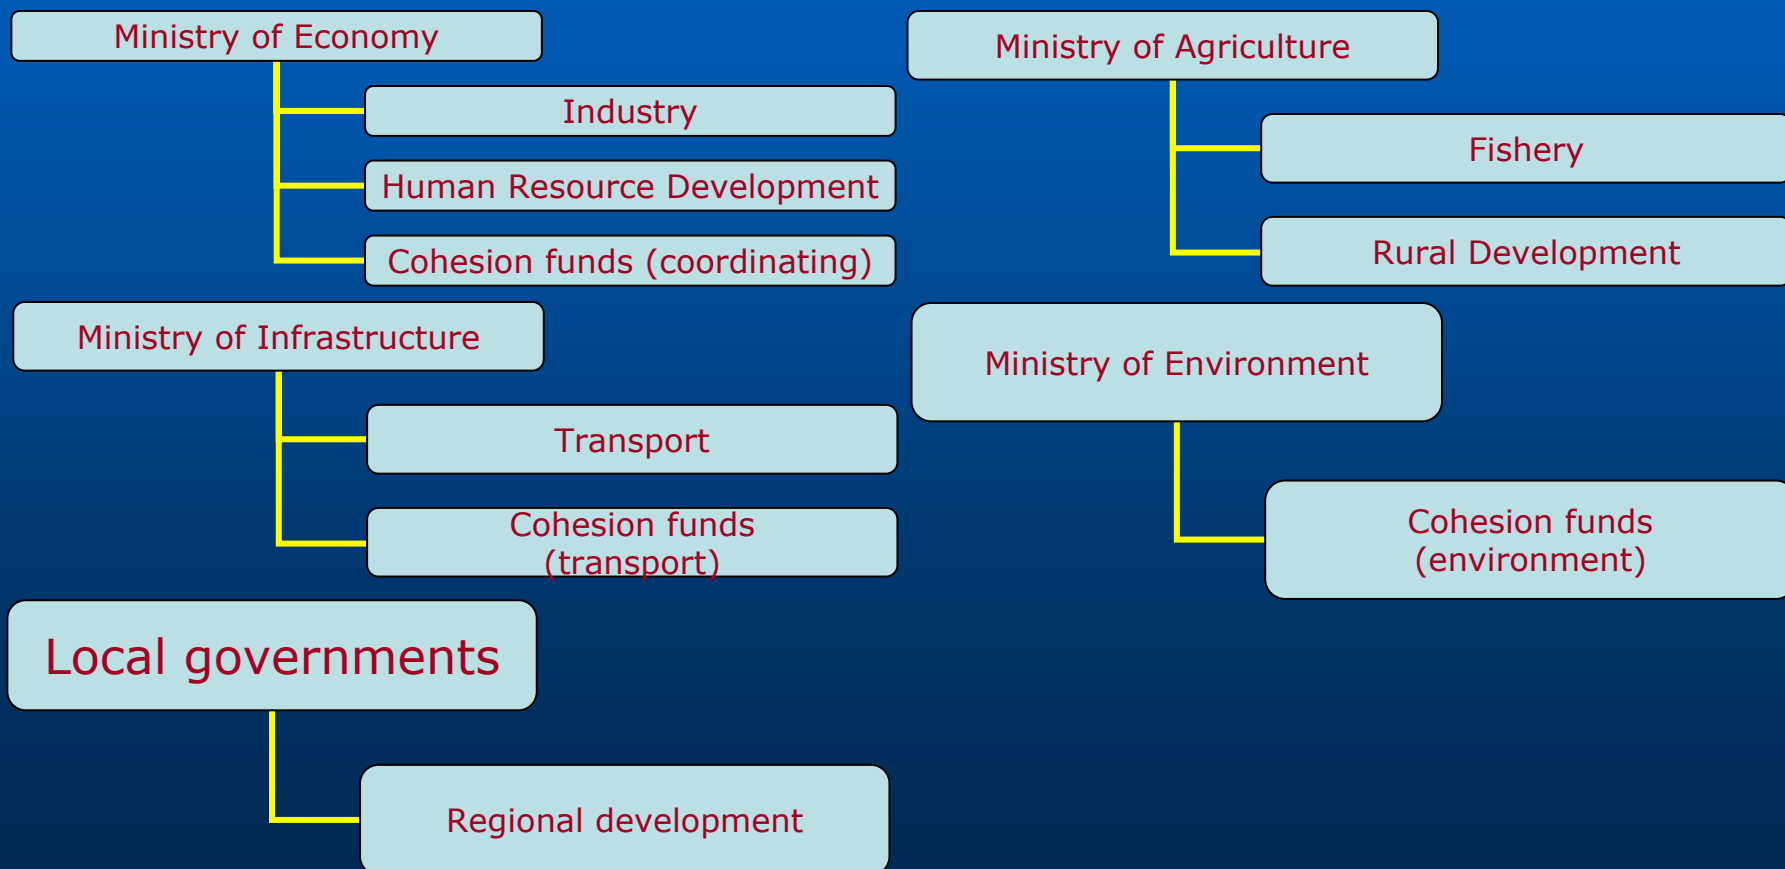 Ministry of Economy
Industry
Human Resource Development
Cohesion funds (coordinating)
Ministry of Agriculture
Fishery
Rural Development
Ministry of Infrastructure
Transport
Cohesion funds
(transport)
Ministry of Environment
Cohesion funds
(environment)
Local governments
Regional development